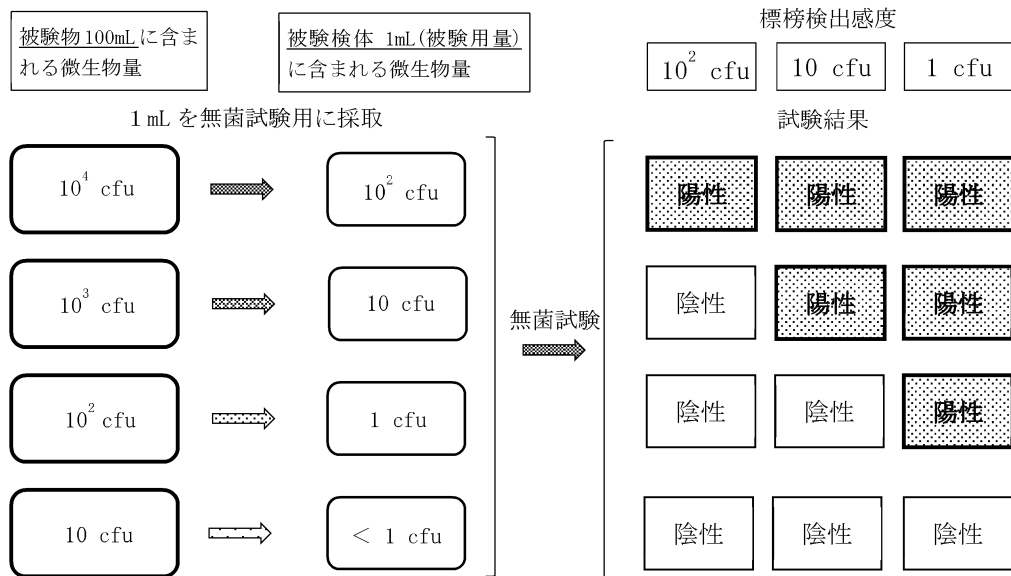 被験物100mLに含ま
れる微生物量
被験検体 1mL(被験用量)
に含まれる微生物量
標榜検出感度
10² cfu
10 cfu
1 cfu
1 mL を無菌試験用に採取
試験結果
10⁴ cfu
10² cfu
陽性
陽性
陽性
10³ cfu
10 cfu
陰性
陽性
陽性
無菌試験
10² cfu
1 cfu
陰性
陰性
陽性
10 cfu
< 1 cfu
陰性
陰性
陰性